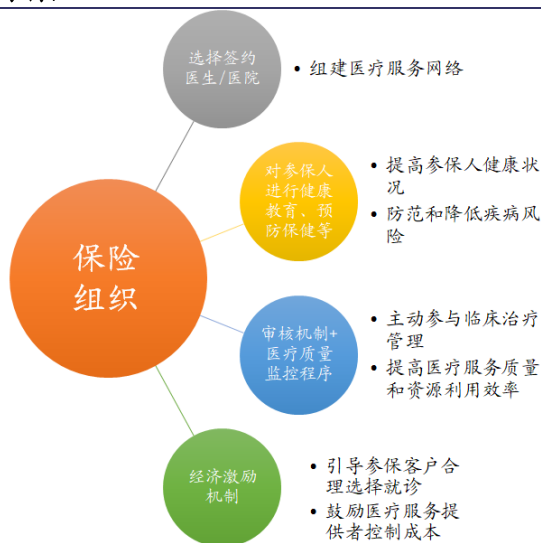 选择签约
医生/医院
• 组建医疗服务网络
对参保人
进行健康
教育、预
防保健等
• 提高参保人健康状
况
• 防范和降低疾病风
险
保险
组织
审核机制+
医疗质量
监控程序
• 主动参与临床治疗
管理
• 提高医疗服务质量
和资源利用效率
经济激励
机制
• 引导参保客户合
理选择就诊
• 鼓励医疗服务提
供者控制成本